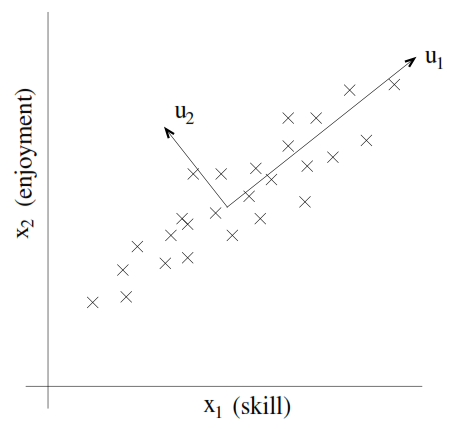 u₁
u₂
x₂ (enjoyment)
x₁ (skill)